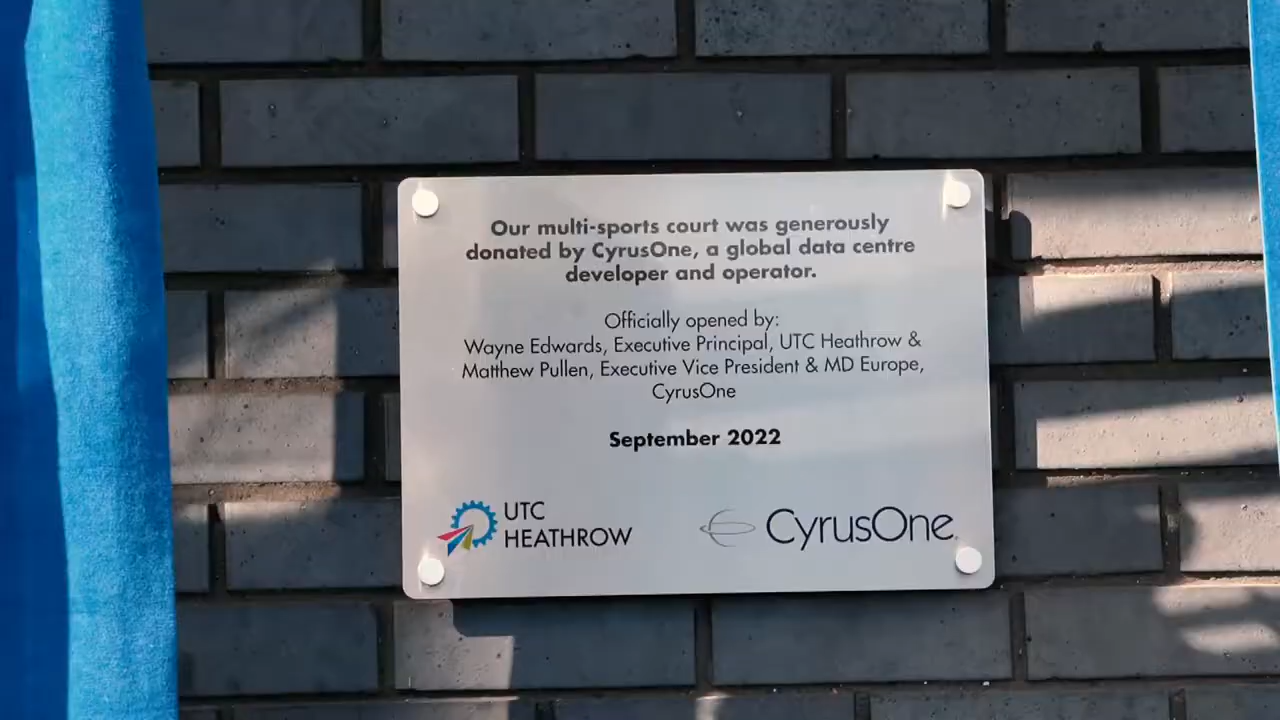 Our multi-sports court was generously
donated by CyrusOne, a global data centre
developer and operator.
Officially opened by:
Wayne Edwards, Executive Principal, UTC Heathrow &
Matthew Pullen, Executive Vice President & MD Europe,
CyrusOne
September 2022
UTC
HEATHROW
CyrusOne